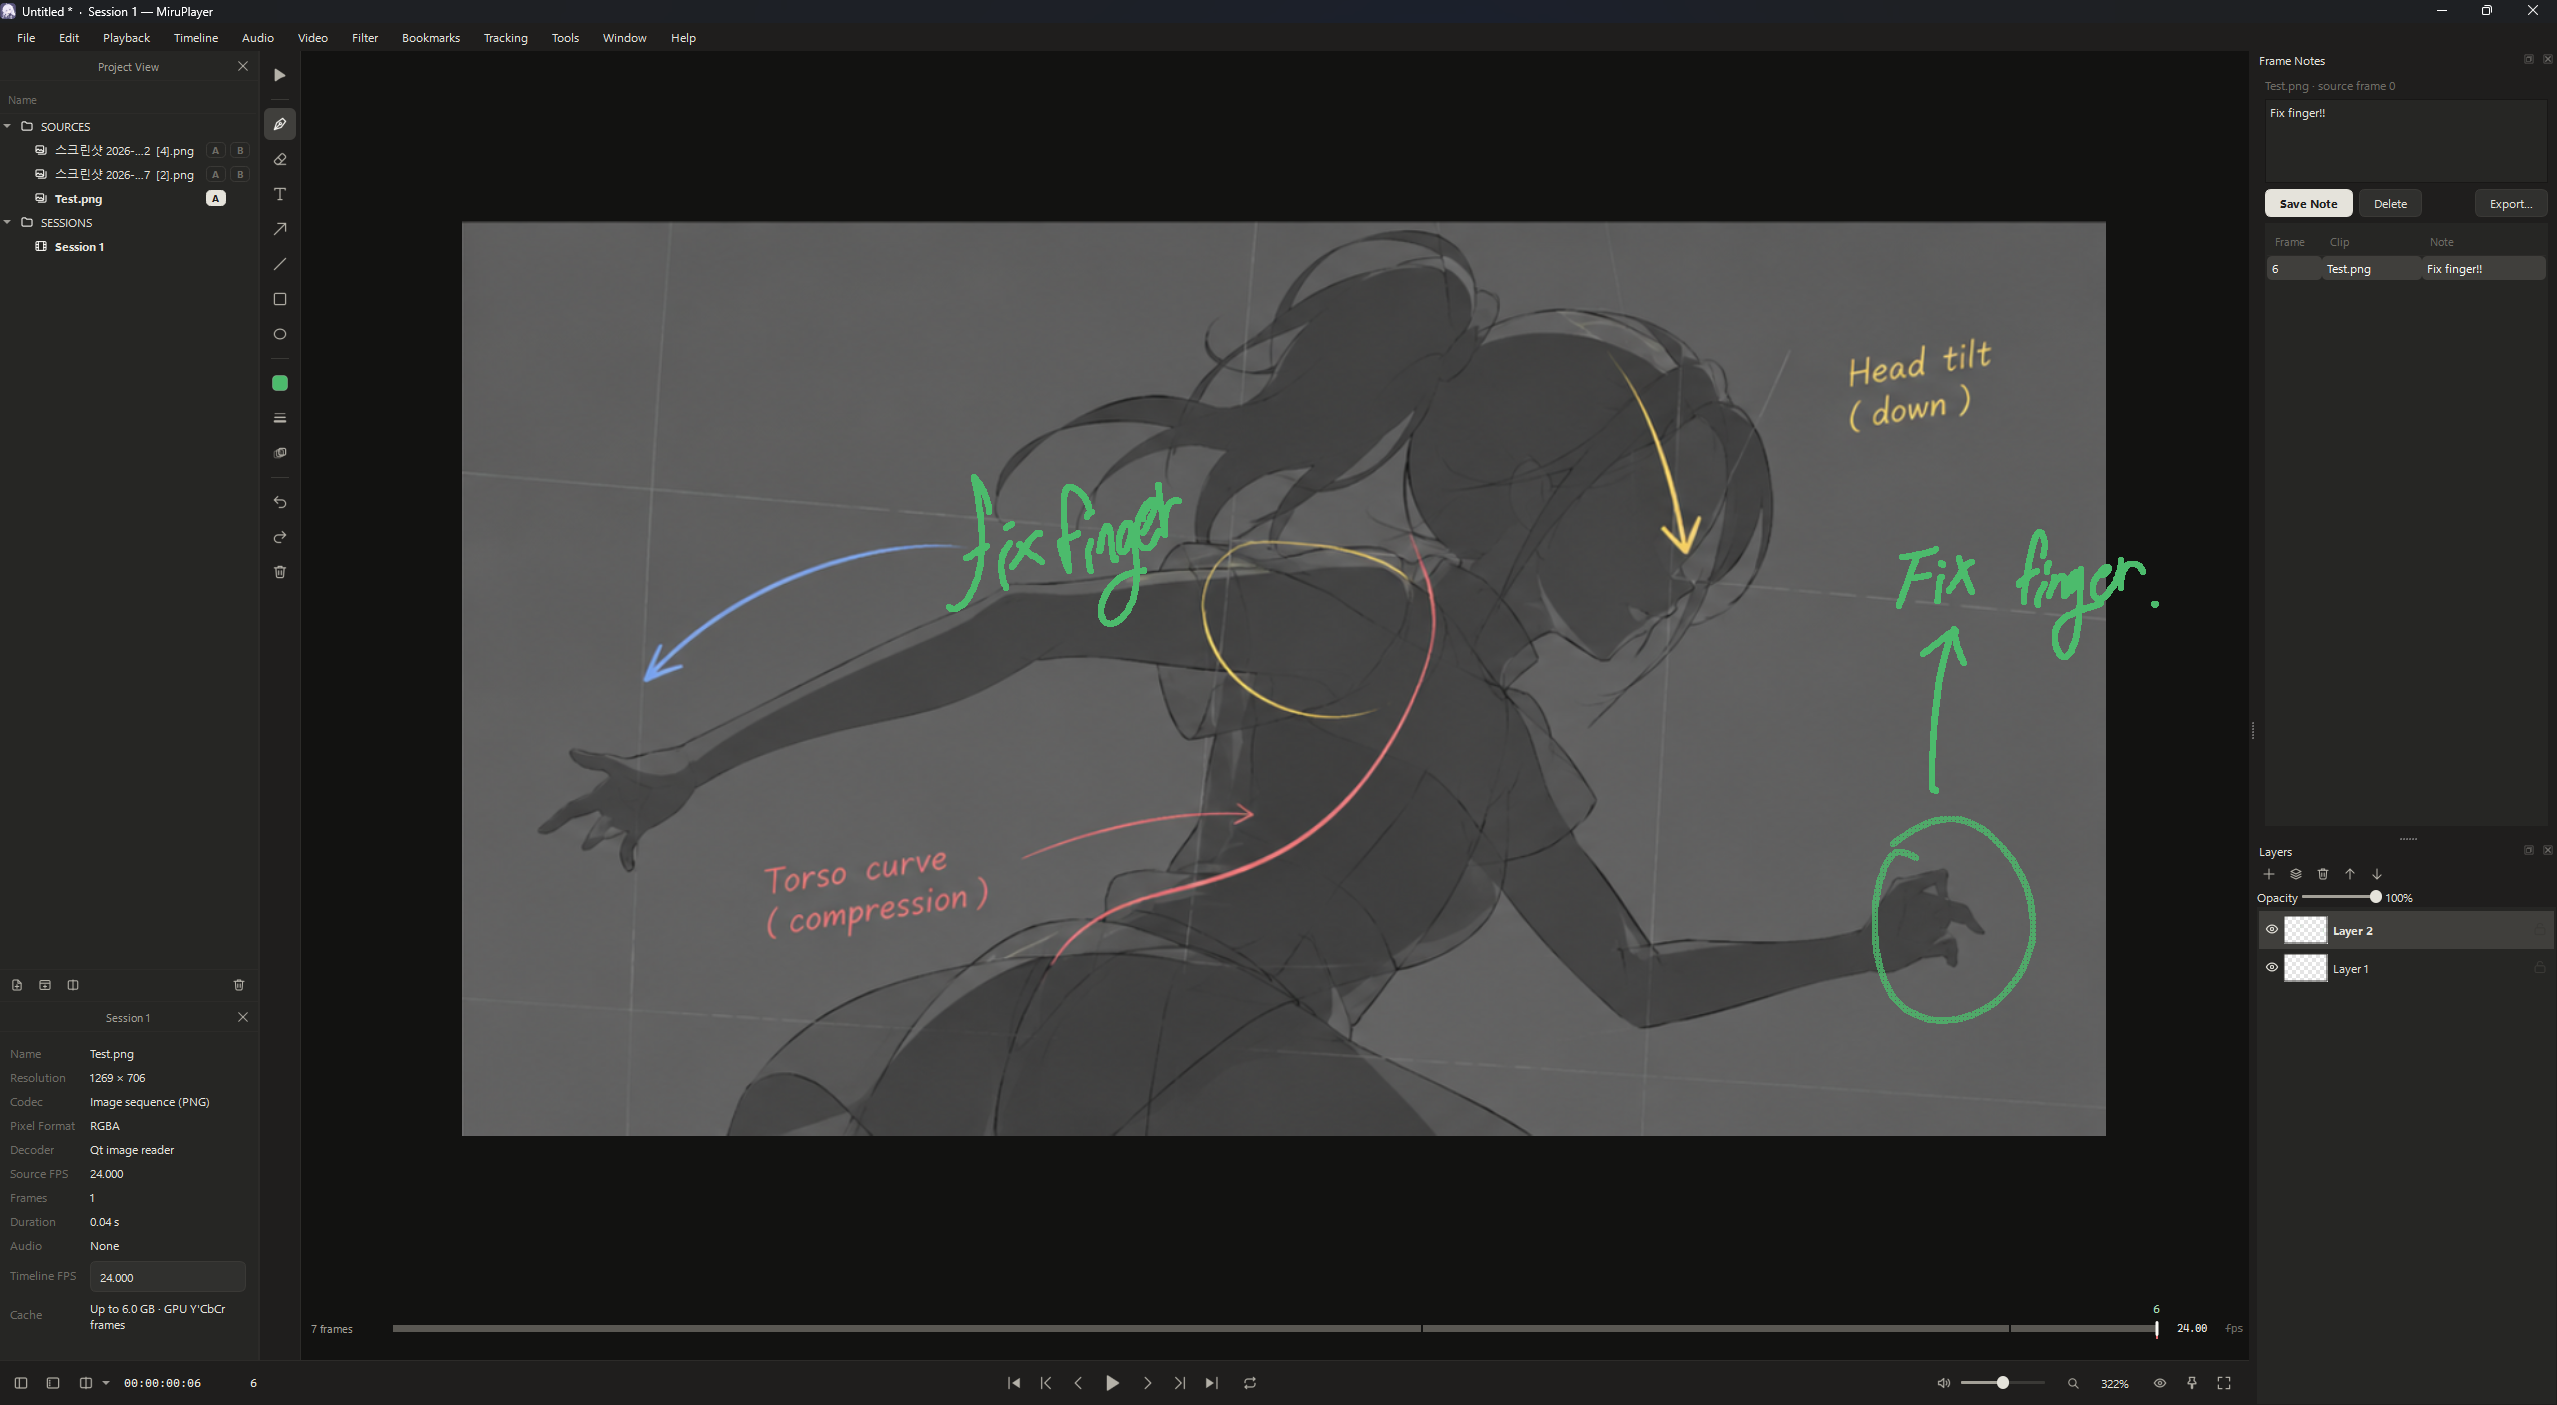 Untitled * · Session 1 — MiruPlayer
File Edit Playback Timeline Audio Video Filter Bookmarks Tracking Tools Window Help
Project View
Name
SOURCES
스크린샷 2026-...2 [4].png A B
스크린샷 2026-...7 [2].png A B
Test.png A
SESSIONS
Session 1
Session 1
Name Test.png
Resolution 1269 × 706
Codec Image sequence (PNG)
Pixel Format RGBA
Decoder Qt image reader
Source FPS 24.000
Frames 1
Duration 0.04 s
Audio None
Timeline FPS 24.000
Cache Up to 6.0 GB · GPU Y'CbCr
frames
T
Head tilt
( down )
fix finger
Fix finger.
Torso curve
( compression )
6
7 frames 24.00 fps
00:00:00:06 6 322%
Frame Notes
Test.png · source frame 0
Fix finger!!
Save Note Delete Export...
Frame Clip Note
6 Test.png Fix finger!!
Layers
Opacity 100%
Layer 2
Layer 1